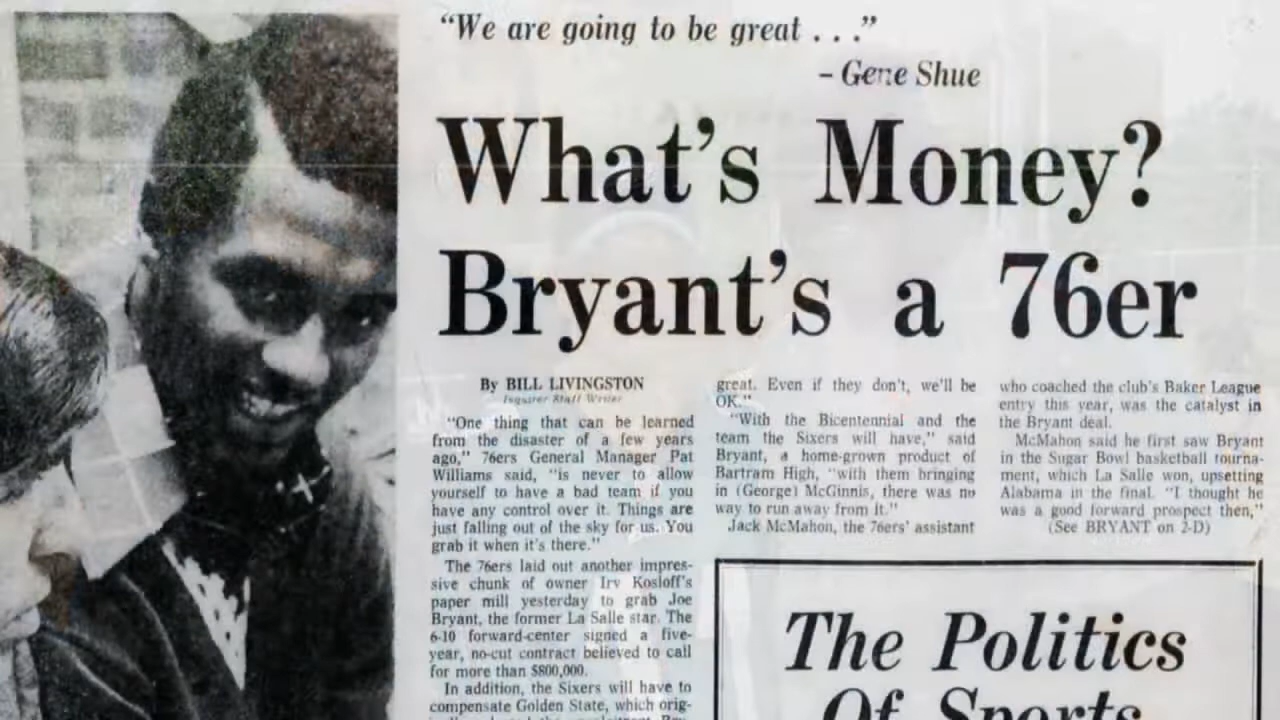 “We are going to be great . . .”
– Gene Shue
What’s Money?
Bryant’s a 76er
By BILL LIVINGSTON
Inquirer Staff Writer
“One thing that can be learned
from the disaster of a few years
ago,” 76ers General Manager Pat
Williams said, “is never to allow
yourself to have a bad team if you
have any control over it. Things are
just falling out of the sky for us. You
grab it when it’s there.”
The 76ers laid out another impres-
sive chunk of owner Irv Kosloff’s
paper mill yesterday to grab Joe
Bryant, the former La Salle star. The
6-10 forward-center signed a five-
year, no-cut contract believed to call
for more than $800,000.
In addition, the Sixers will have to
compensate Golden State, which orig-
great. Even if they don’t, we’ll be
OK.”
“With the Bicentennial and the
team the Sixers will have,” said
Bryant, a home-grown product of
Bartram High, “with them bringing
in (George) McGinnis, there was no
way to run away from it.”
Jack McMahon, the 76ers’ assistant
who coached the club’s Baker League
entry this year, was the catalyst in
the Bryant deal.
McMahon said he first saw Bryant
in the Sugar Bowl basketball tourna-
ment, which La Salle won, upsetting
Alabama in the final. “I thought he
was a good forward prospect then,”
(See BRYANT on 2-D)
The Politics
Of Sports